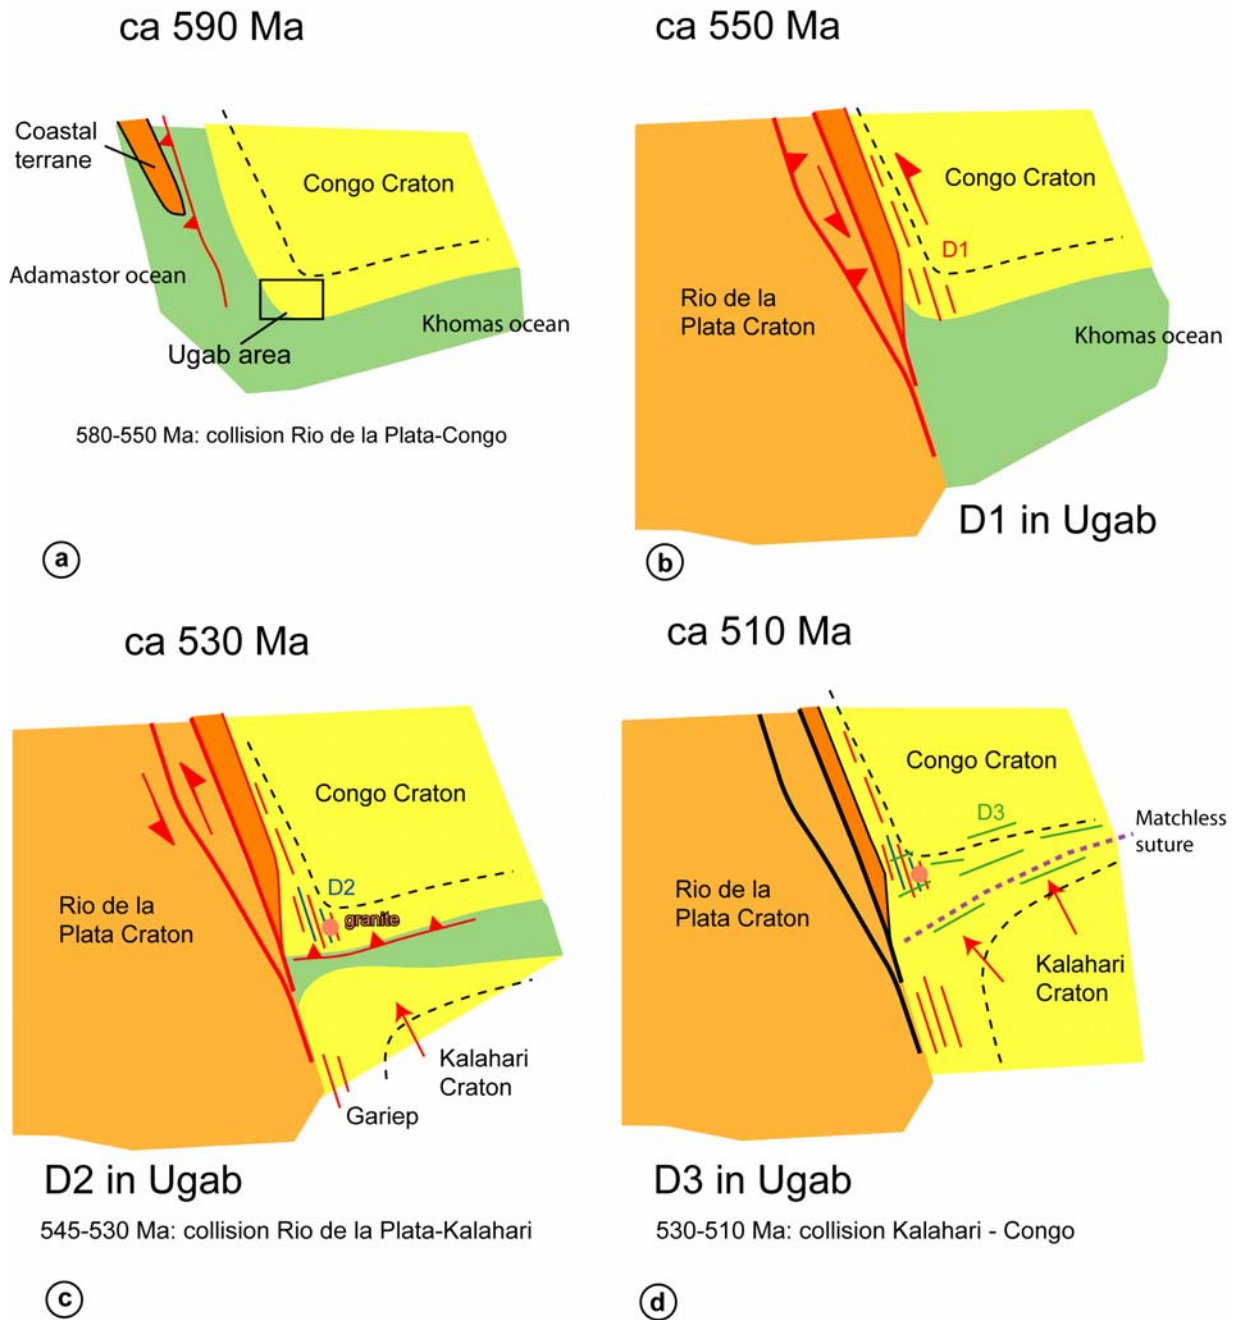 ca 590 Ma
Coastal
terrane
Congo Craton
Adamastor ocean
Khomas ocean
Ugab area
580-550 Ma: collision Rio de la Plata-Congo
a
ca 550 Ma
Congo Craton
D1
Rio de la
Plata Craton
Khomas ocean
D1 in Ugab
b
ca 530 Ma
Congo Craton
D2
granite
Rio de la
Plata Craton
Kalahari
Craton
Gariep
D2 in Ugab
545-530 Ma: collision Rio de la Plata-Kalahari
c
ca 510 Ma
Congo Craton
D3
Matchless
suture
Rio de la
Plata Craton
Kalahari
Craton
D3 in Ugab
530-510 Ma: collision Kalahari - Congo
d